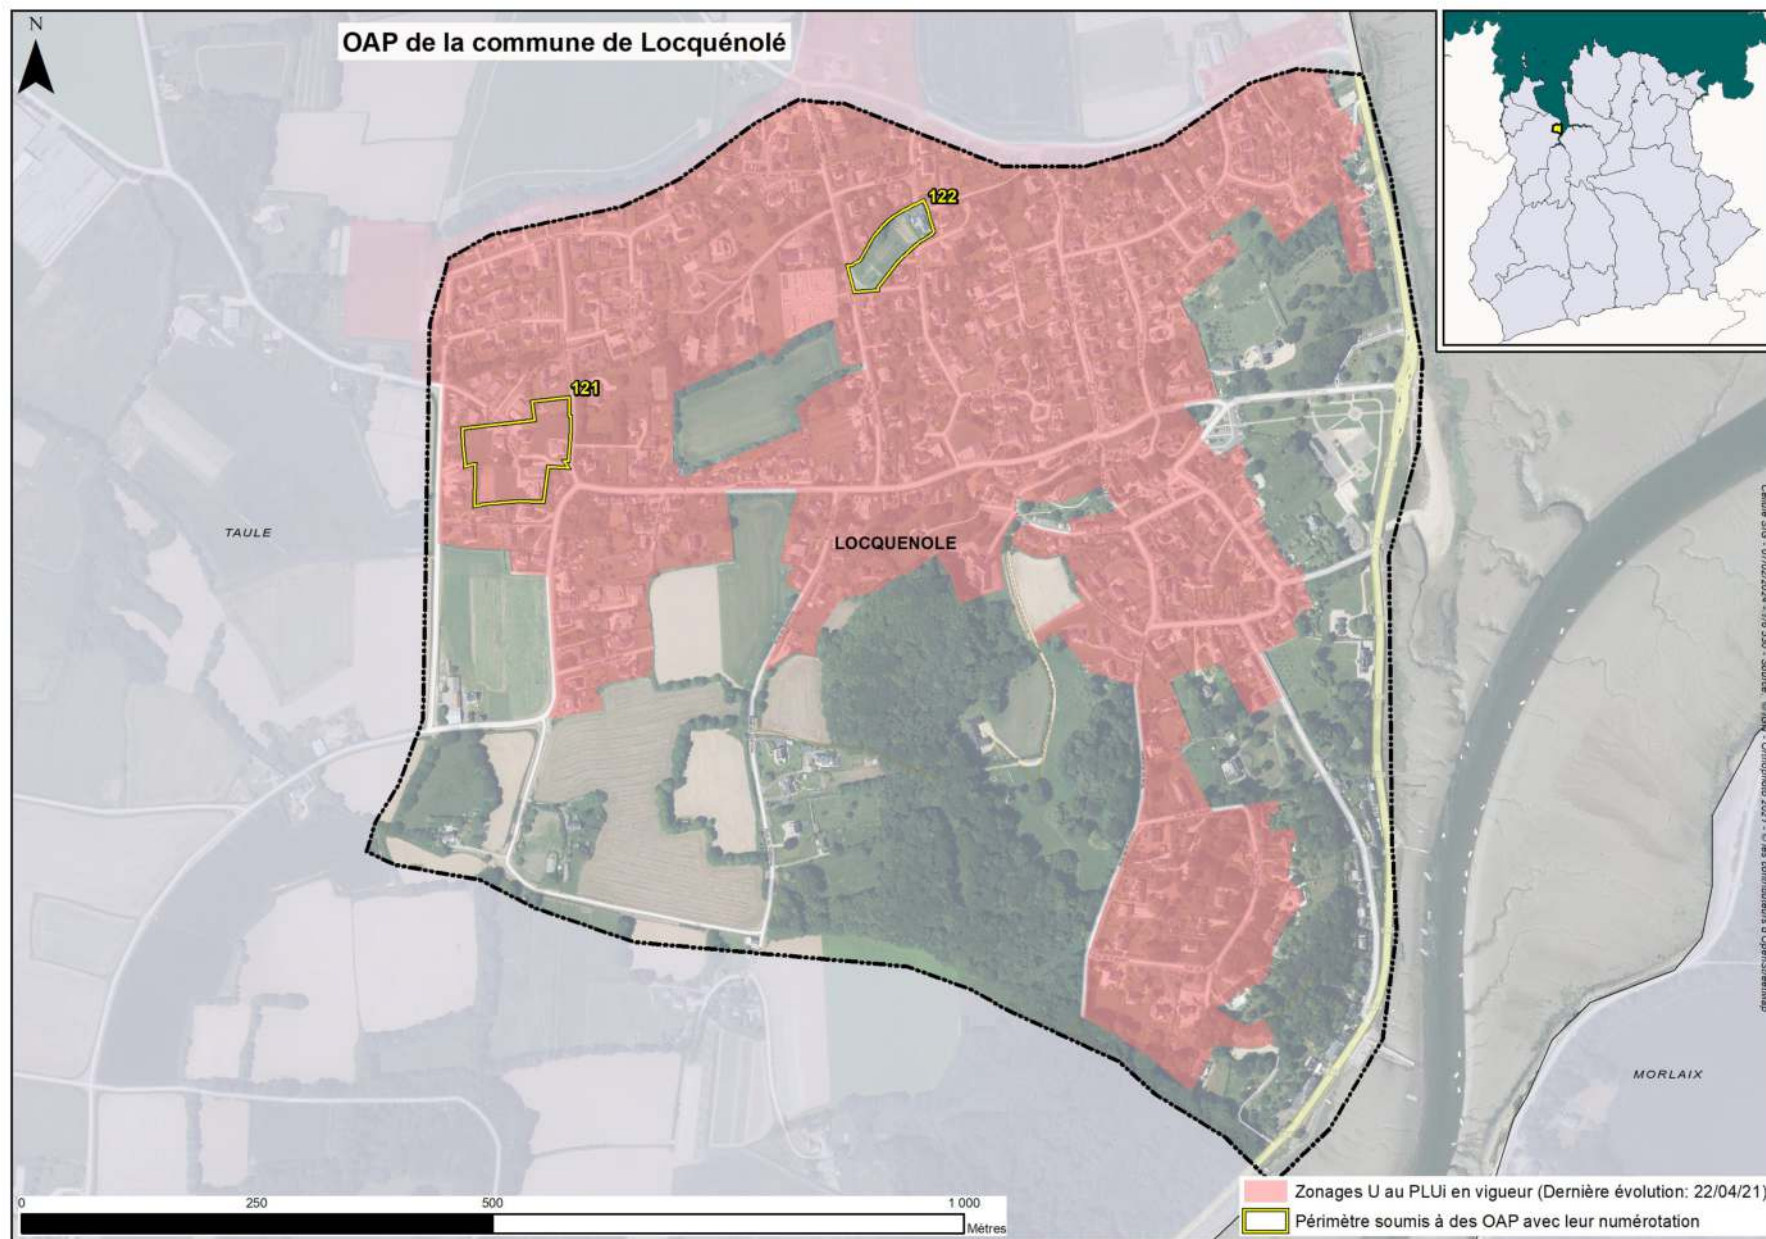 N
OAP de la commune de Locquénolé
122
121
TAULE
LOCQUENOLE
MORLAIX
0 250 500 1 000
Mètres
Zonages U au PLUi en vigueur (Dernière évolution: 22/04/21)
Périmètre soumis à des OAP avec leur numérotation